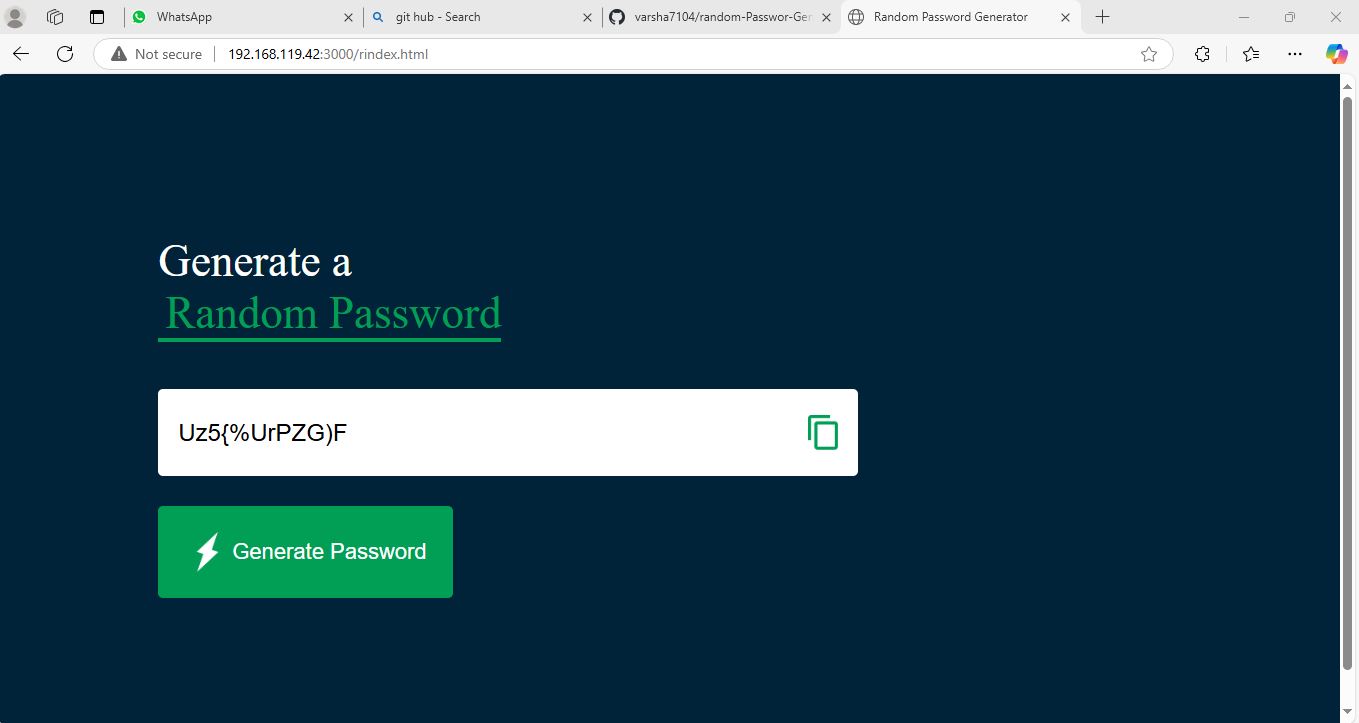 WhatsApp
git hub - Search
varsha7104/random-Passwor-Ger
Random Password Generator
Not secure
192.168.119.42:3000/rindex.html
Generate a
Random Password
Uz5{%UrPZG)F
Generate Password